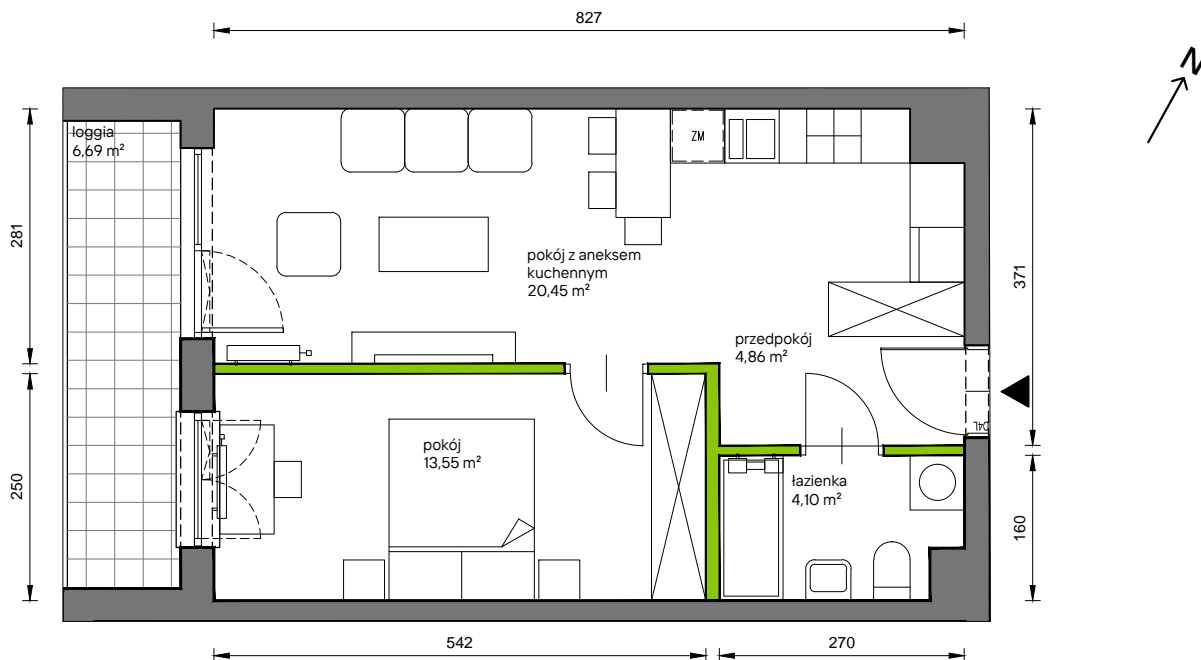 827
N
loggia
6,69 m²
ZM
281
pokój z aneksem
kuchennym
20,45 m²
371
przedpokój
4,86 m²
D4L
pokój
13,55 m²
łazienka
4,10 m²
250
160
542
270